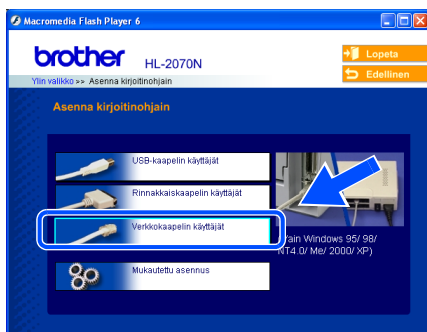 Macromedia Flash Player 6
brother
HL-2070N
Lopeta
Edellinen
Ylin valikko »» Asenna kirjoitinohjain
Asenna kirjoitinohjain
USB-kaapelin käyttäjät
Rinnakkaiskaapelin käyttäjät
Verkkokaapelin käyttäjät
Mukautettu asennus
Windows 95/ 98/
NT4.0/ Me/ 2000/ XP)